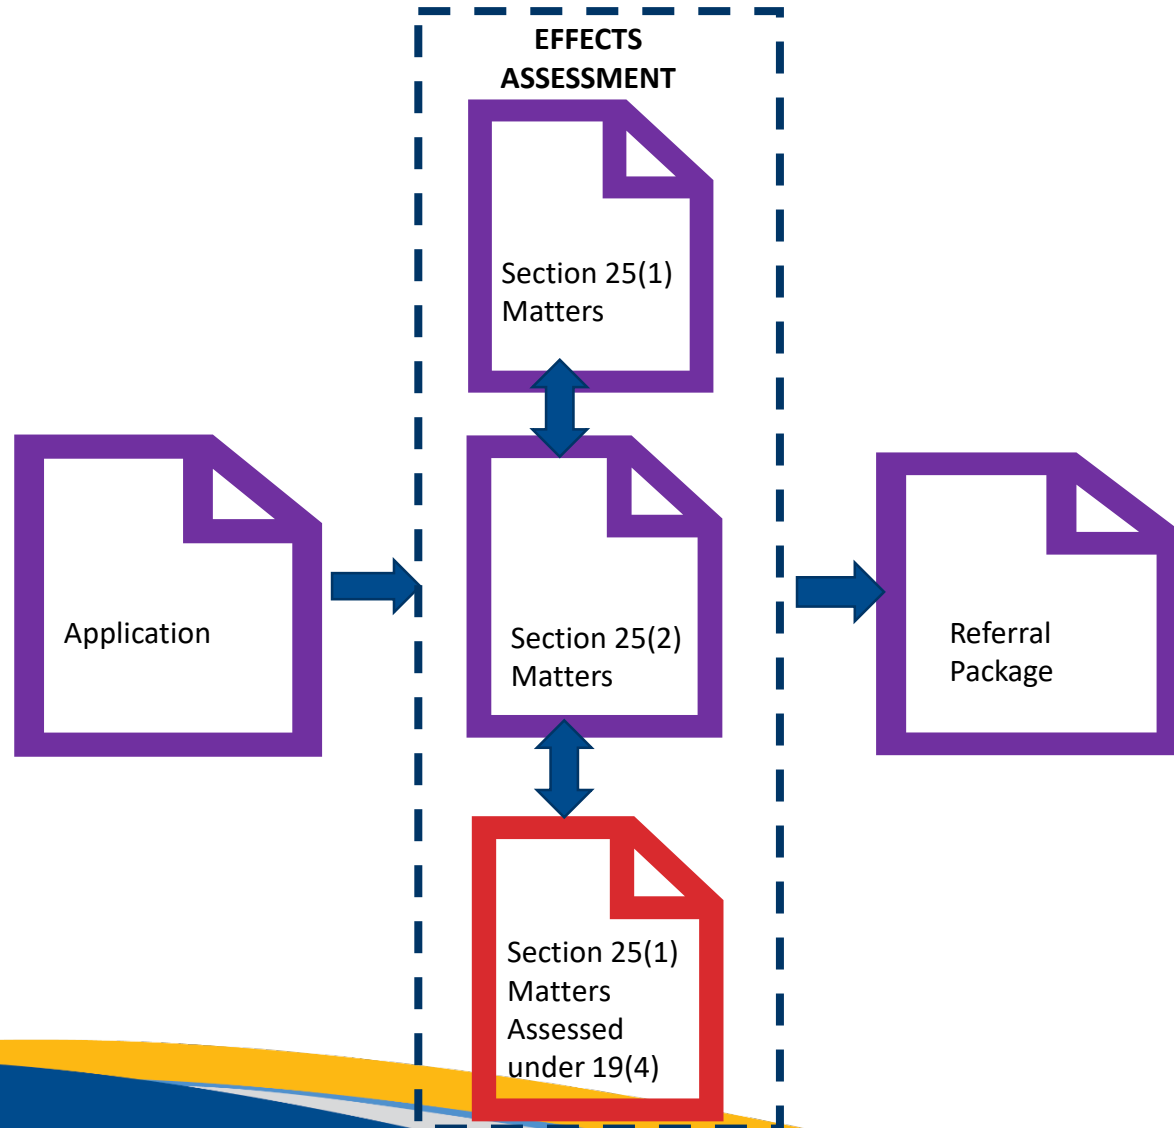 EFFECTS
ASSESSMENT
Section 25(1)
Matters
Application
Section 25(2)
Matters
Referral
Package
Section 25(1)
Matters
Assessed
under 19(4)